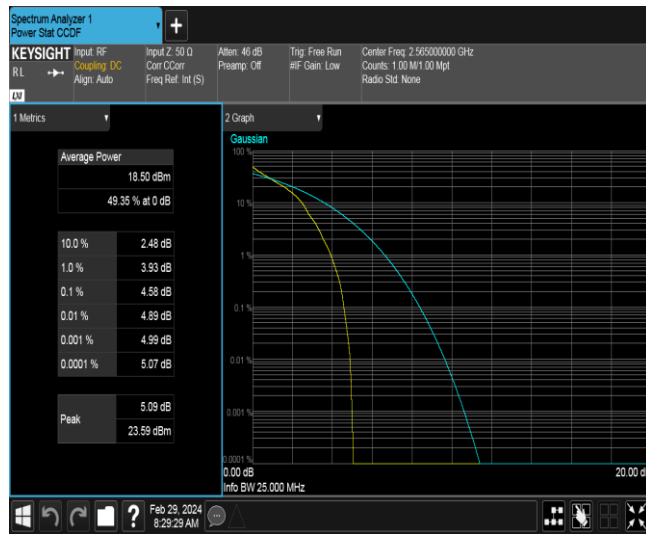 Spectrum Analyzer 1
Power Stat CCDF
+
KEYSIGHT
RL
LXI
Input: RF
Coupling: DC
Align: Auto
Input Z: 50 Ω
Corr CCorr
Freq Ref: Int (S)
Atten: 46 dB
Preamp: Off
Trig: Free Run
#IF Gain: Low
Center Freq: 2.565000000 GHz
Counts: 1.00 M/1.00 Mpt
Radio Std: None
1 Metrics
Average Power
18.50 dBm
49.35 % at 0 dB
10.0 % 2.48 dB
1.0 % 3.93 dB
0.1 % 4.58 dB
0.01 % 4.89 dB
0.001 % 4.99 dB
0.0001 % 5.07 dB
Peak
5.09 dB
23.59 dBm
2 Graph
Gaussian
100 %
10 %
1 %
0.1 %
0.01 %
0.001 %
0.0001 %
0.00 dB
20.00 d
Info BW 25.000 MHz
?
Feb 29, 2024
8:29:29 AM